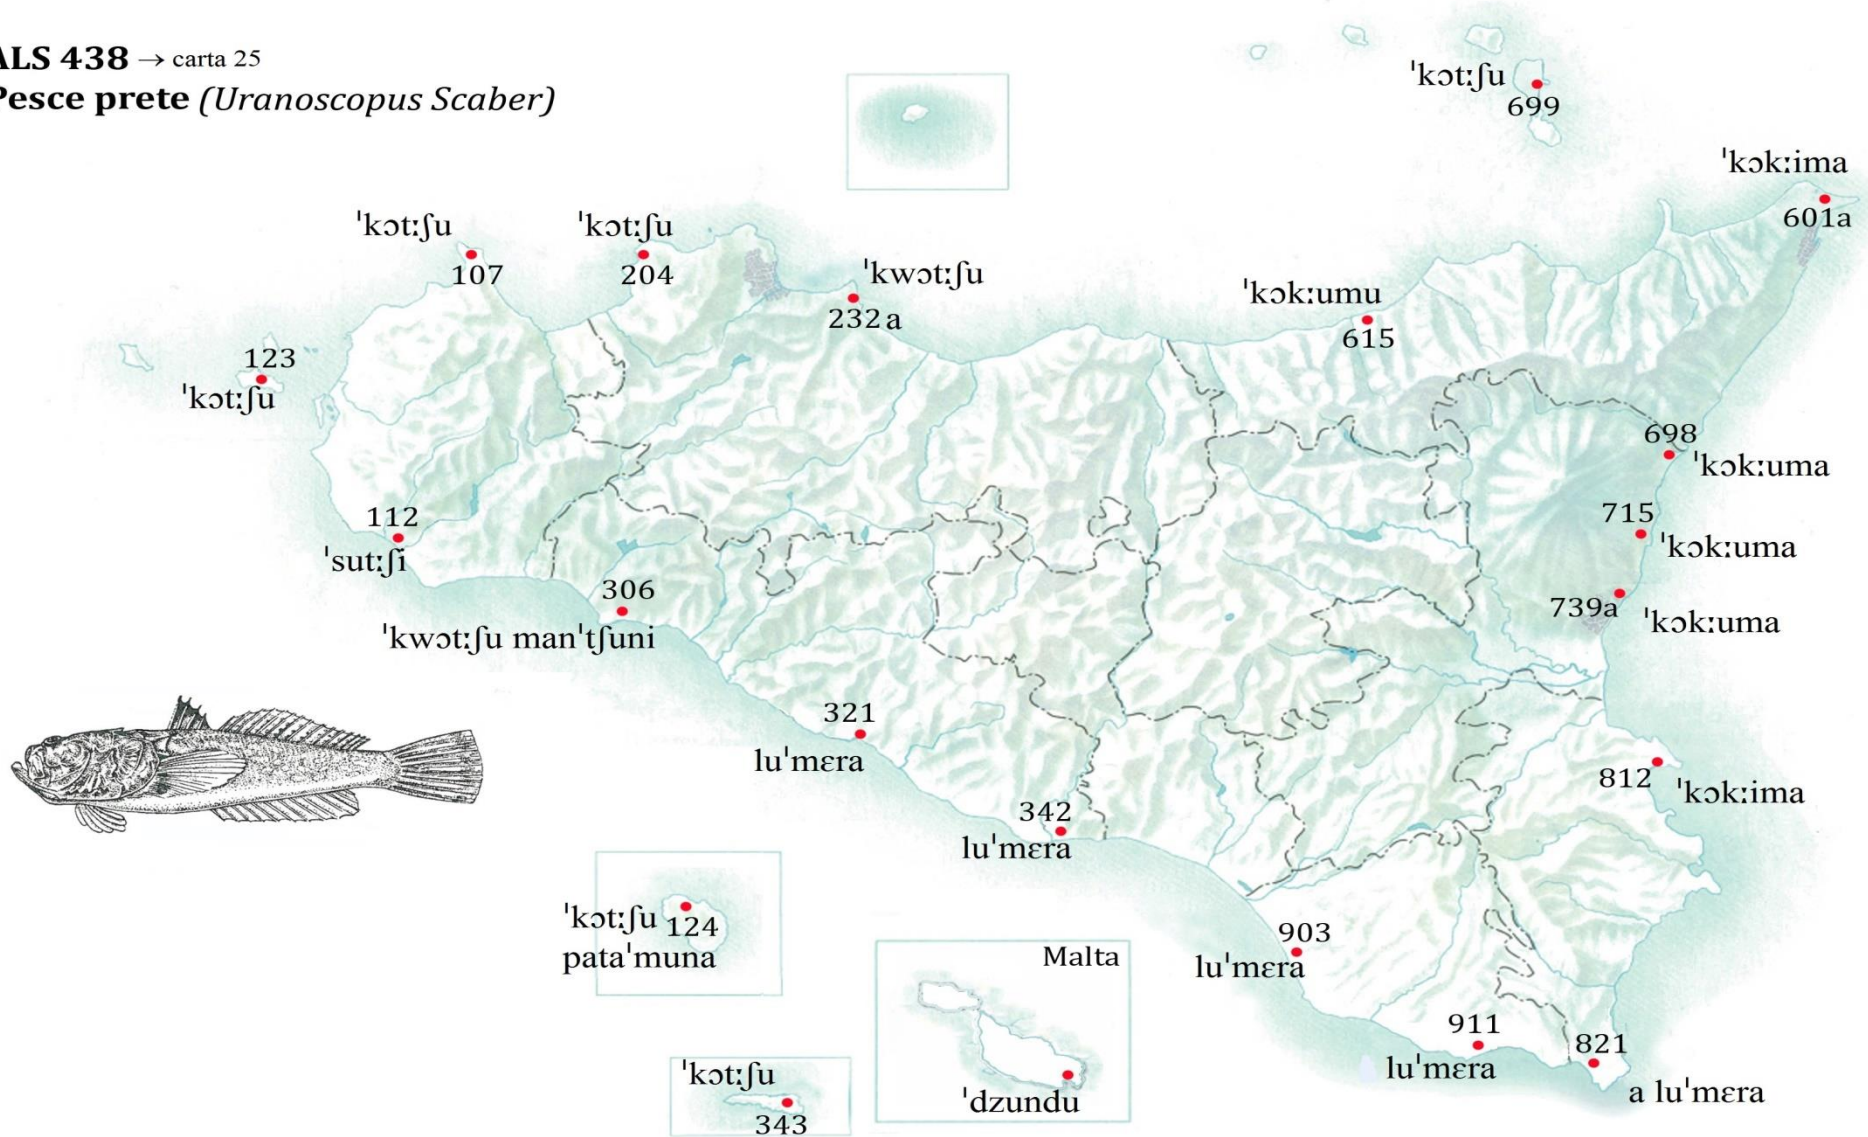 ALS 438 → carta 25
Pesce prete (Uranoscopus Scaber)
ˈkɔtːʃu
699
ˈkɔkːima
601a
ˈkɔtːʃu
107
ˈkɔtːʃu
204
ˈkwɔtːʃu
232a
ˈkɔkːumu
615
123
ˈkɔtːʃu
698
ˈkɔkːuma
112
ˈsutːʃi
715
ˈkɔkːuma
306
ˈkwɔtːʃu manˈtʃuni
739a
ˈkɔkːuma
321
luˈmɛra
812
ˈkɔkːima
342
luˈmɛra
ˈkɔtːʃu
124
pataˈmuna
903
luˈmɛra
Malta
ˈdzundu
911
luˈmɛra
821
a luˈmɛra
ˈkɔtːʃu
343